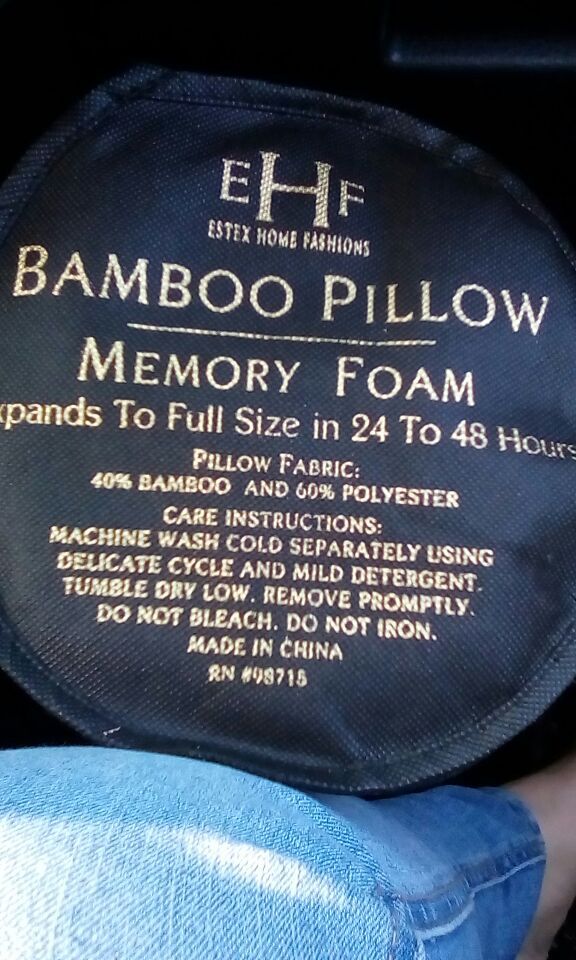 EHF
ESTEX HOME FASHIONS
BAMBOO PILLOW
MEMORY FOAM
xpands To Full Size in 24 To 48 Hours
PILLOW FABRIC:
40% BAMBOO AND 60% POLYESTER
CARE INSTRUCTIONS:
MACHINE WASH COLD SEPARATELY USING
DELICATE CYCLE AND MILD DETERGENT.
TUMBLE DRY LOW. REMOVE PROMPTLY.
DO NOT BLEACH. DO NOT IRON.
MADE IN CHINA
RN #98715